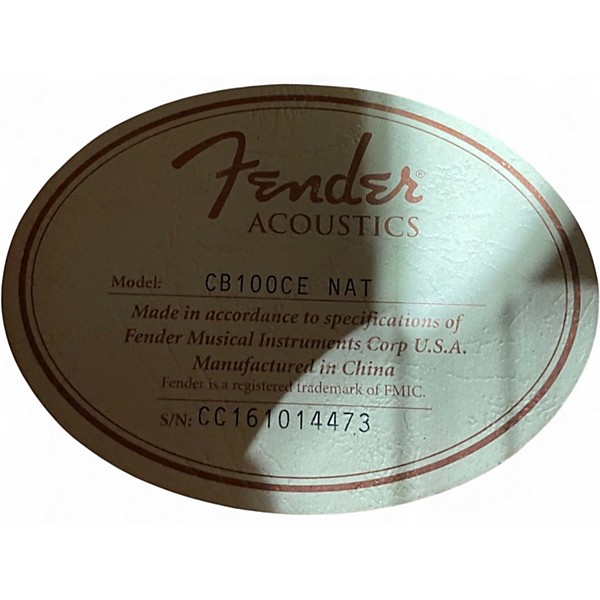 Fender®
ACOUSTICS
Model: CB100CE NAT
Made in accordance to specifications of
Fender Musical Instruments Corp U.S.A.
Manufactured in China
Fender is a registered trademark of FMIC.
S/N: CC161014473